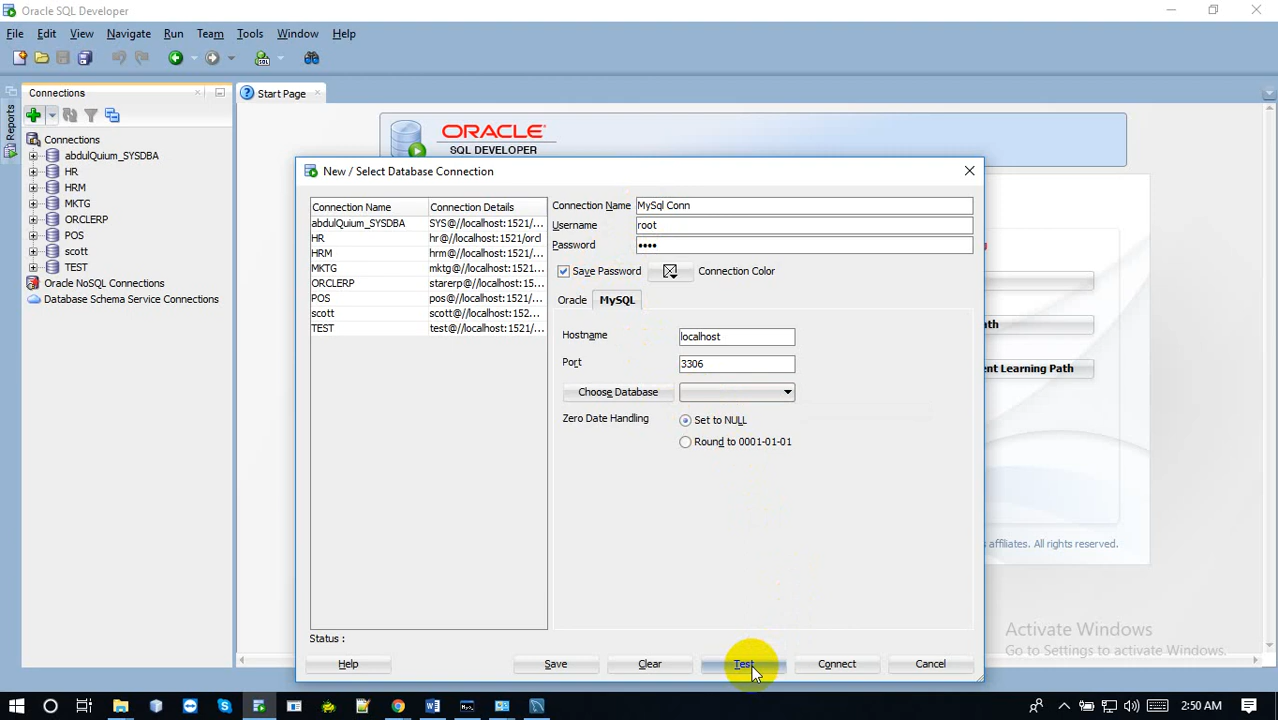 Oracle SQL Developer
File Edit View Navigate Run Team Tools Window Help
Connections
Start Page
Reports
Connections
abdulQuium_SYSDBA
HR
HRM
MKTG
ORCLERP
POS
scott
TEST
Oracle NoSQL Connections
Database Schema Service Connections
ORACLE
SQL DEVELOPER
New / Select Database Connection
Connection Name Connection Details
abdulQuium_SYSDBA SYS@//localhost:1521/...
HR hr@//localhost:1521/orcl
HRM hrm@//localhost:1521/...
MKTG mktg@//localhost:1521/...
ORCLERP starerp@//localhost:1...
POS pos@//localhost:1521/...
scott scott@//localhost:152...
TEST test@//localhost:1521/...
Connection Name MySql Conn
Username root
Password ••••
Save Password Connection Color
Oracle MySQL
Hostname localhost
Port 3306
Choose Database
Zero Date Handling Set to NULL
Round to 0001-01-01
Status :
Help Save Clear Test Connect Cancel
ath
ent Learning Path
affiliates. All rights reserved.
Activate Windows
Go to Settings to activate Windows.
2:50 AM